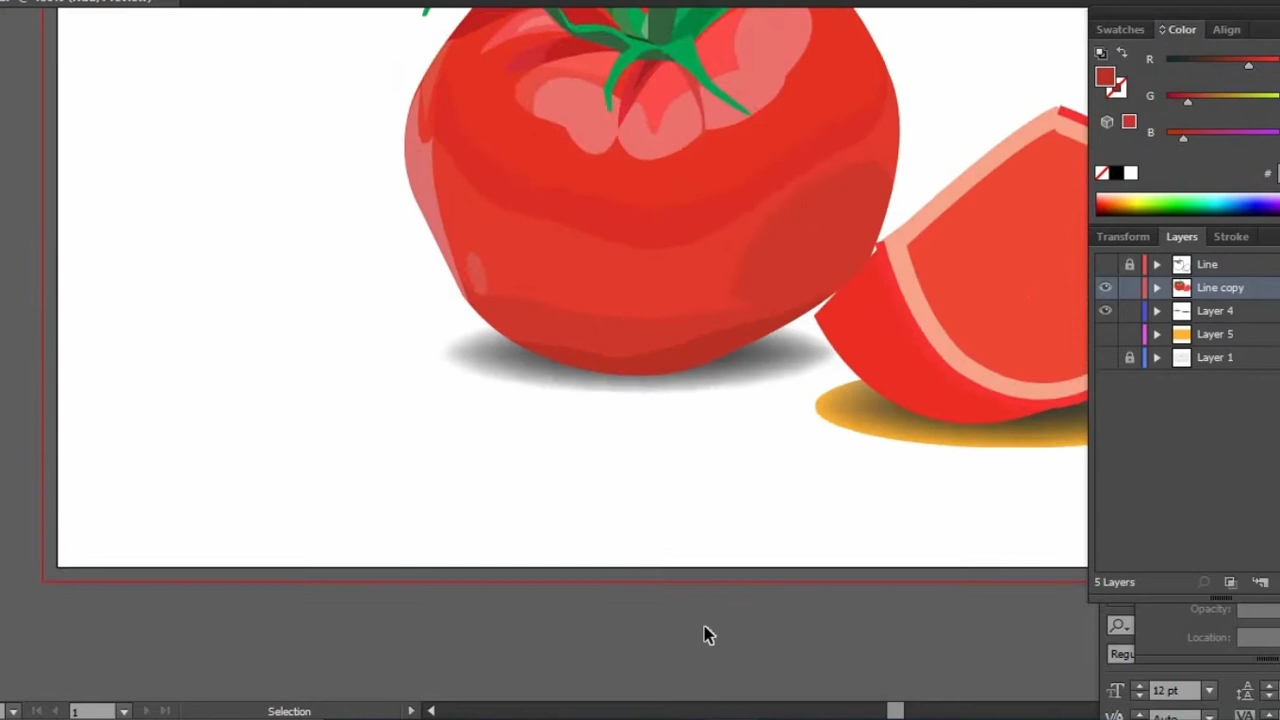 Swatches Color Align
R
G
B
#
Transform Layers Stroke
Line
Line copy
Layer 4
Layer 5
Layer 1
5 Layers
Opacity:
Location:
Regu
12 pt
Auto
1 Selection